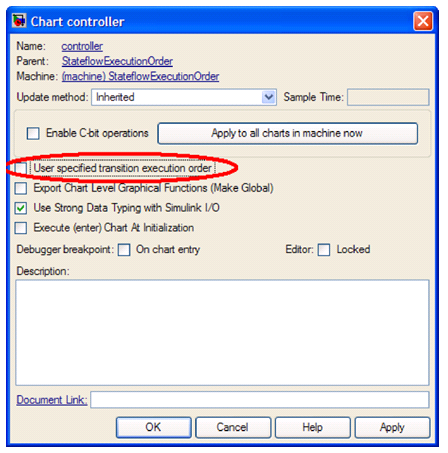 Chart controller
Name: controller
Parent: StateflowExecutionOrder
Machine: (machine) StateflowExecutionOrder
Update method: Inherited Sample Time:
Enable C-bit operations Apply to all charts in machine now
User specified transition execution order
Export Chart Level Graphical Functions (Make Global)
Use Strong Data Typing with Simulink I/O
Execute (enter) Chart At Initialization
Debugger breakpoint: On chart entry Editor: Locked
Description:
Document Link:
OK Cancel Help Apply